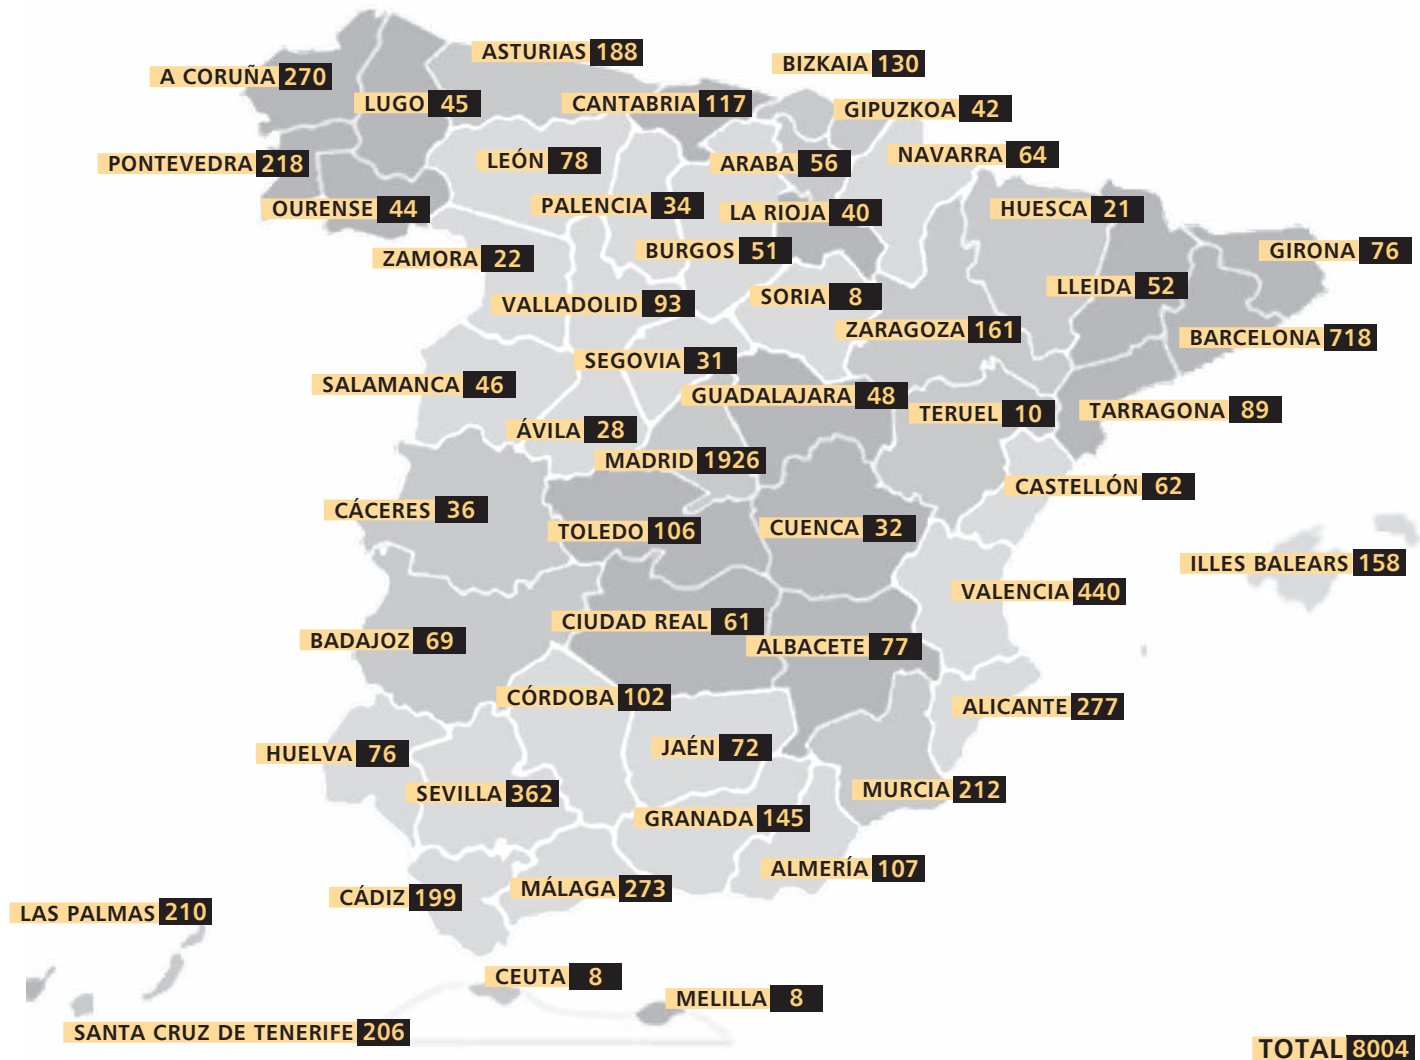 ASTURIAS 188
BIZKAIA 130
A CORUÑA 270
LUGO 45
CANTABRIA 117
GIPUZKOA 42
PONTEVEDRA 218
LEÓN 78
ARABA 56
NAVARRA 64
OURENSE 44
PALENCIA 34
LA RIOJA 40
HUESCA 21
ZAMORA 22
BURGOS 51
GIRONA 76
VALLADOLID 93
SORIA 8
LLEIDA 52
ZARAGOZA 161
BARCELONA 718
SEGOVIA 31
SALAMANCA 46
GUADALAJARA 48
TERUEL 10
TARRAGONA 89
ÁVILA 28
MADRID 1926
CASTELLÓN 62
CÁCERES 36
TOLEDO 106
CUENCA 32
ILLES BALEARS 158
VALENCIA 440
CIUDAD REAL 61
BADAJOZ 69
ALBACETE 77
CÓRDOBA 102
ALICANTE 277
HUELVA 76
JAÉN 72
SEVILLA 362
MURCIA 212
GRANADA 145
ALMERÍA 107
CÁDIZ 199
MÁLAGA 273
LAS PALMAS 210
CEUTA 8
MELILLA 8
SANTA CRUZ DE TENERIFE 206
TOTAL 8004